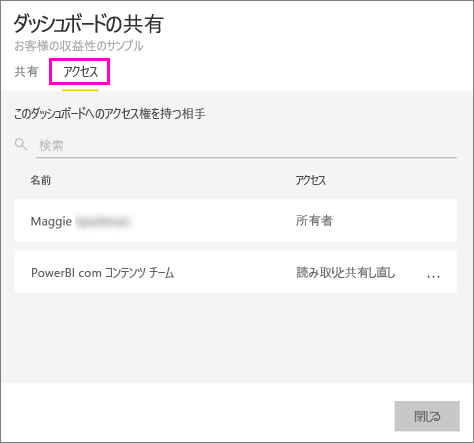 ダッシュボードの共有
お客様の収益性のサンプル
共有 アクセス
このダッシュボードへのアクセス権を持つ相手
検索
名前 アクセス
Maggie 所有者
PowerBI com コンテンツ チーム 読み取りと共有し直し ...
閉じる